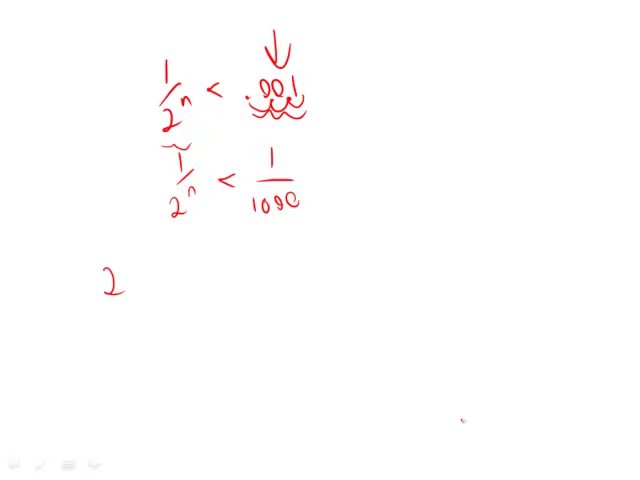 1/2^n < .001
1/2^n < 1/1000
2